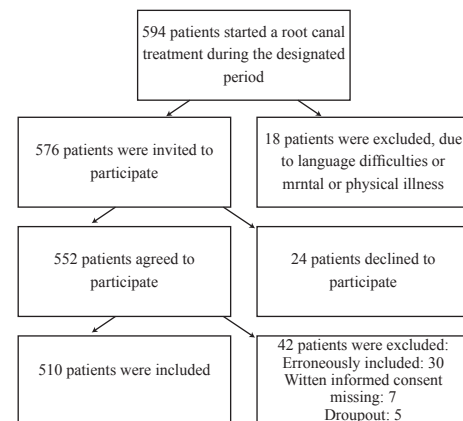 594 patients started a root canal
treatment during the designated
period
576 patients were invited to
participate
18 patients were excluded, due
to language difficulties or
mrntal or physical illness
552 patients agreed to
participate
24 patients declined to
participate
510 patients were included
42 patients were excluded:
Erroneously included: 30
Witten informed consent
missing: 7
Droupout: 5